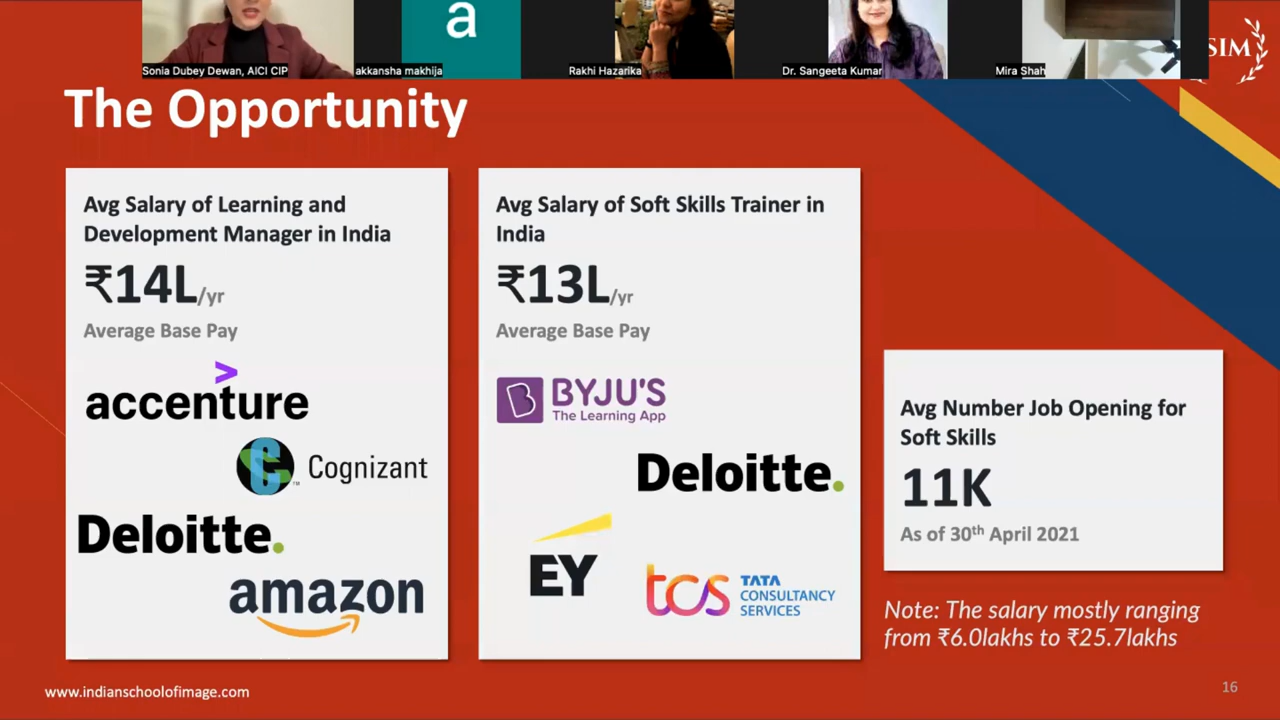 a
Sonia Dubey Dewan, AICI CIP
akkansha makhija
Rakhi Hazarika
Dr. Sangeeta Kumar
Mira Shah
SIM
The Opportunity
Avg Salary of Learning and
Development Manager in India
₹14L/yr
Average Base Pay
accenture
Cognizant
Deloitte.
amazon
Avg Salary of Soft Skills Trainer in
India
₹13L/yr
Average Base Pay
BYJU'S
The Learning App
Deloitte.
EY
tcs TATA
CONSULTANCY
SERVICES
Avg Number Job Opening for
Soft Skills
11K
As of 30th April 2021
Note: The salary mostly ranging
from ₹6.0lakhs to ₹25.7lakhs
www.indianschoolofimage.com
16